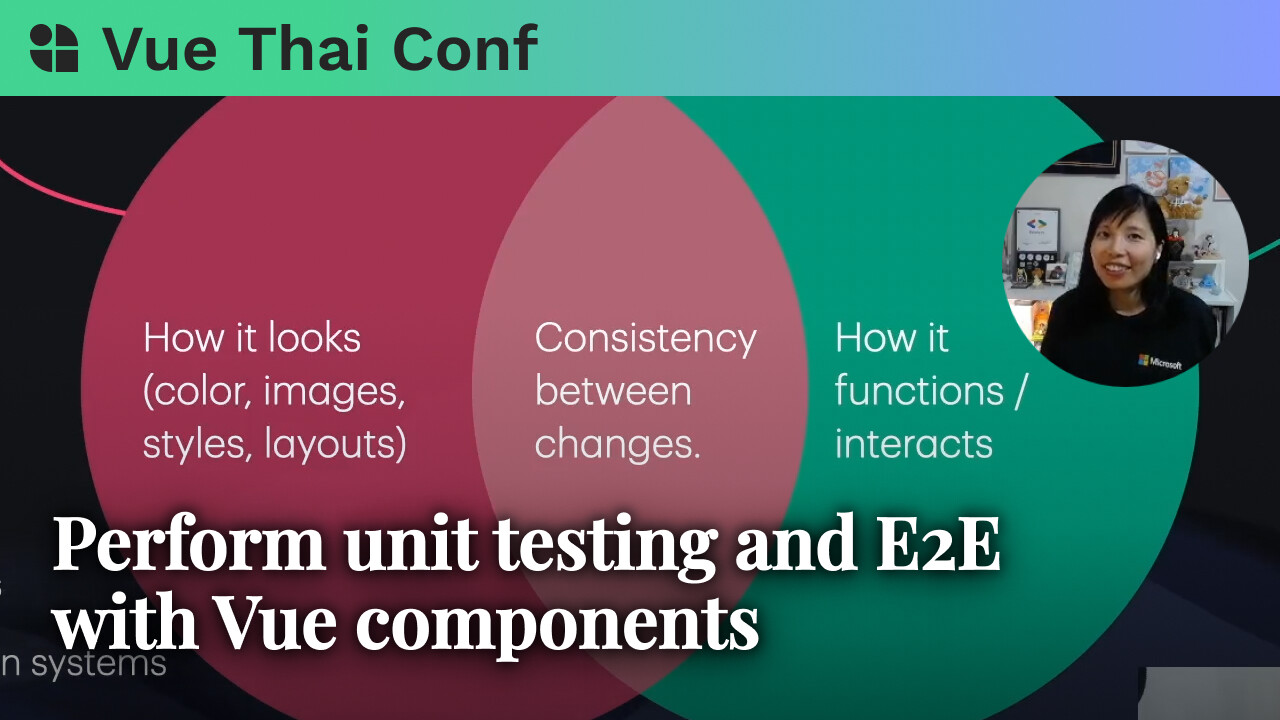 Vue Thai Conf
How it looks
(color, images,
styles, layouts)
Consistency
between
changes.
How it
functions /
interacts
Microsoft
Perform unit testing and E2E
with Vue components
n systems